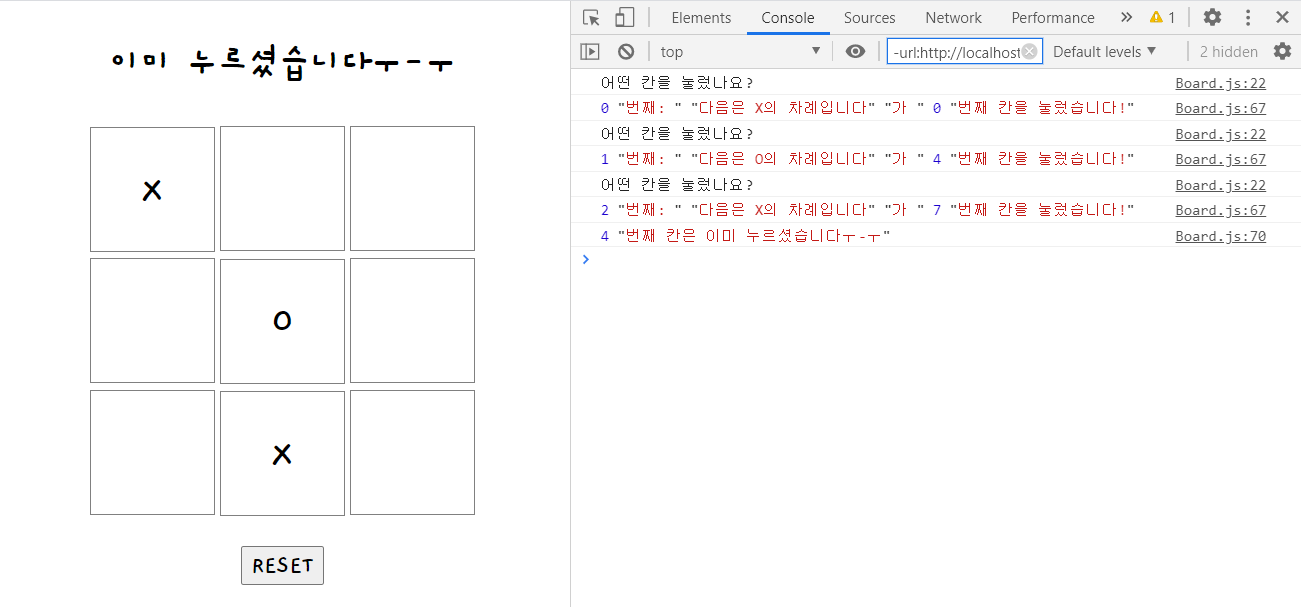 이미 누르셨습니다ㅜ-ㅜ
X
O
X
RESET
Elements Console Sources Network Performance » 1
top -url:http://localhost Default levels 2 hidden
어떤 칸을 눌렀나요? Board.js:22
0 "번째: " "다음은 X의 차례입니다" "가 " 0 "번째 칸을 눌렀습니다!" Board.js:67
어떤 칸을 눌렀나요? Board.js:22
1 "번째: " "다음은 O의 차례입니다" "가 " 4 "번째 칸을 눌렀습니다!" Board.js:67
어떤 칸을 눌렀나요? Board.js:22
2 "번째: " "다음은 X의 차례입니다" "가 " 7 "번째 칸을 눌렀습니다!" Board.js:67
4 "번째 칸은 이미 누르셨습니다ㅜ-ㅜ" Board.js:70